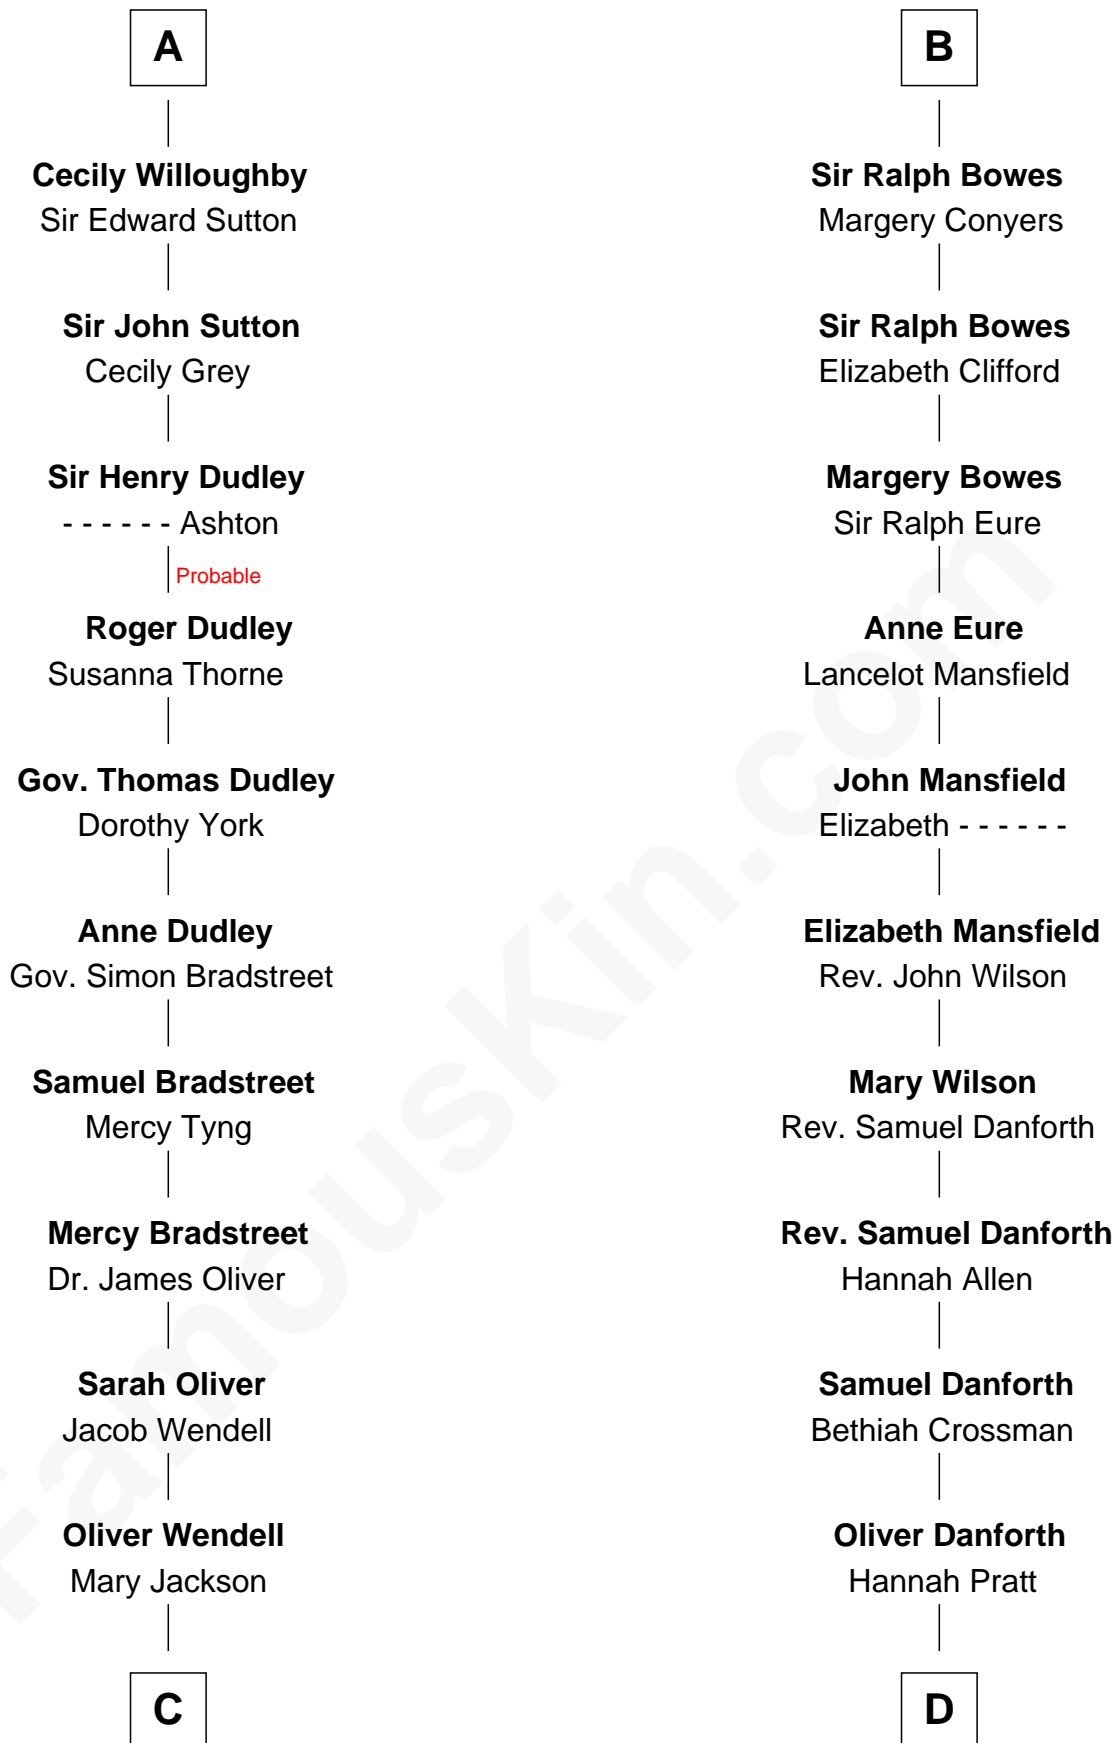 A
Cecily Willoughby
Sir Edward Sutton
Sir John Sutton
Cecily Grey
Sir Henry Dudley
- - - - - - Ashton
Probable
Roger Dudley
Susanna Thorne
Gov. Thomas Dudley
Dorothy York
Anne Dudley
Gov. Simon Bradstreet
Samuel Bradstreet
Mercy Tyng
Mercy Bradstreet
Dr. James Oliver
Sarah Oliver
Jacob Wendell
Oliver Wendell
Mary Jackson
C
B
Sir Ralph Bowes
Margery Conyers
Sir Ralph Bowes
Elizabeth Clifford
Margery Bowes
Sir Ralph Eure
Anne Eure
Lancelot Mansfield
John Mansfield
Elizabeth - - - - - -
Elizabeth Mansfield
Rev. John Wilson
Mary Wilson
Rev. Samuel Danforth
Rev. Samuel Danforth
Hannah Allen
Samuel Danforth
Bethiah Crossman
Oliver Danforth
Hannah Pratt
D
FamousKin.com